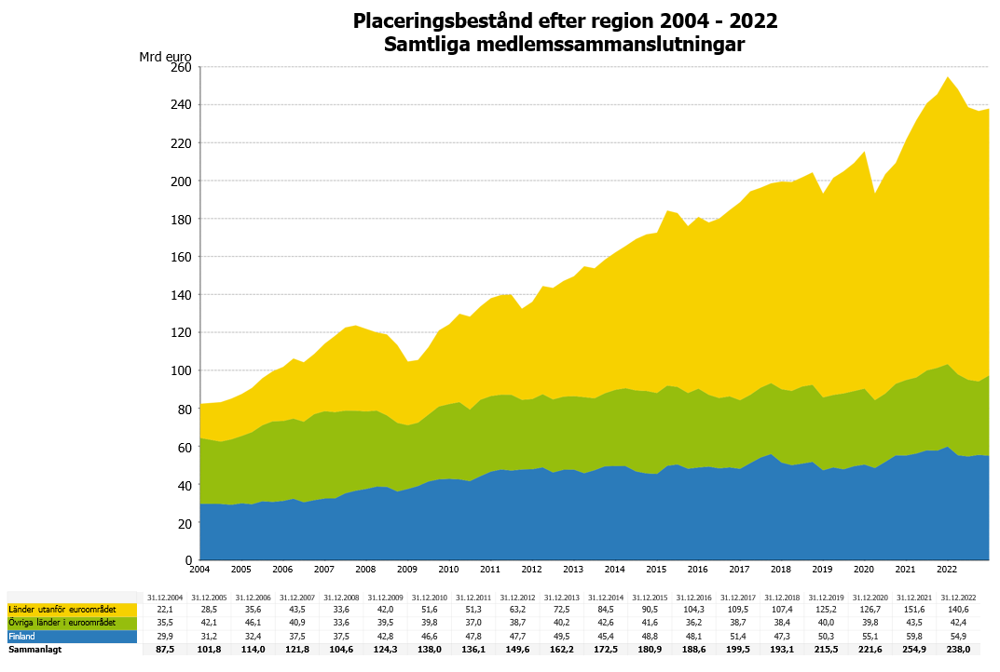 Placeringsbestånd efter region 2004 - 2022
Samtliga medlemssammanslutningar
Mrd euro
260
240
220
200
180
160
140
120
100
80
60
40
20
0
2004 2005 2006 2007 2008 2009 2010 2011 2012 2013 2014 2015 2016 2017 2018 2019 2020 2021 2022
31.12.2004 31.12.2005 31.12.2006 31.12.2007 31.12.2008 31.12.2009 31.12.2010 31.12.2011 31.12.2012 31.12.2013 31.12.2014 31.12.2015 31.12.2016 31.12.2017 31.12.2018 31.12.2019 31.12.2020 31.12.2021 31.12.2022
Länder utanför euroområdet 22,1 28,5 35,6 43,5 33,6 42,0 51,6 51,3 63,2 72,5 84,5 90,5 104,3 109,5 107,4 125,2 126,7 151,6 140,6
Övriga länder i euroområdet 35,5 42,1 46,1 40,9 33,6 39,5 39,8 37,0 38,7 40,2 42,6 41,6 36,2 38,7 38,4 40,0 39,8 43,5 42,4
Finland 29,9 31,2 32,4 37,5 37,5 42,8 46,6 47,8 47,7 49,5 45,4 48,8 48,1 51,4 47,3 50,3 55,1 59,8 54,9
Sammanlagt 87,5 101,8 114,0 121,8 104,6 124,3 138,0 136,1 149,6 162,2 172,5 180,9 188,6 199,5 193,1 215,5 221,6 254,9 238,0